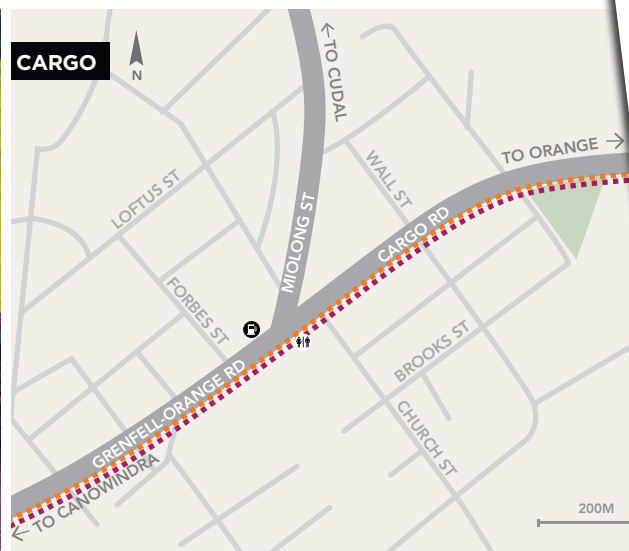 CARGO
N
TO CUDAL
TO ORANGE
WALL ST
LOFTUS ST
MIOLONG ST
CARGO RD
FORBES ST
BROOKS ST
GRENFELL-ORANGE RD
CHURCH ST
TO CANOWINDRA
200M